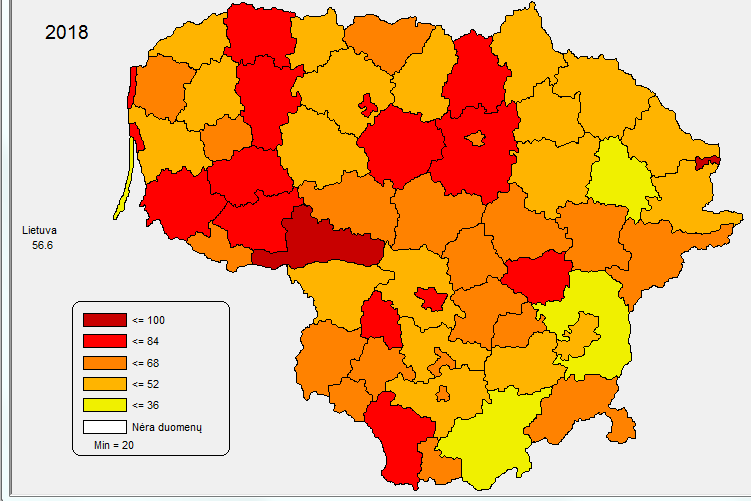 2018
Lietuva
56.6
<= 100
<= 84
<= 68
<= 52
<= 36
Nėra duomenų
Min = 20